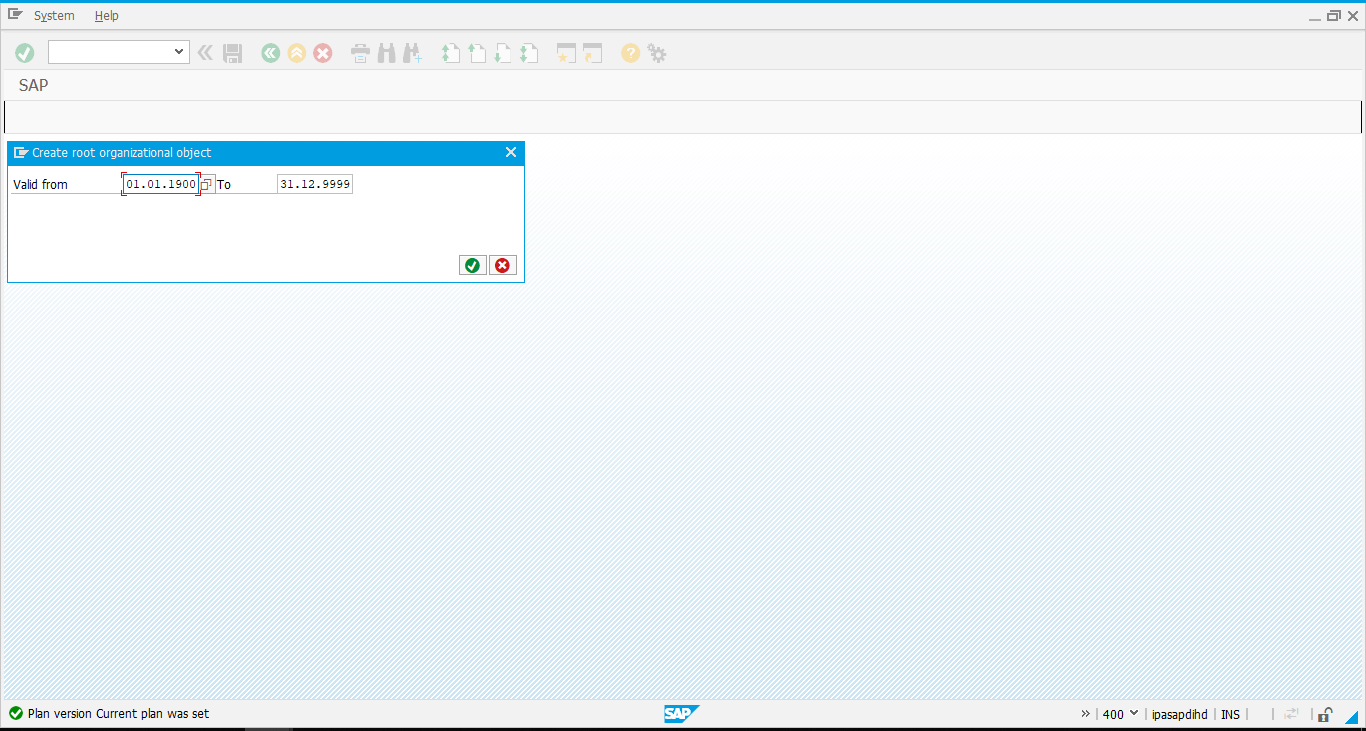 System Help
SAP
Create root organizational object
Valid from 01.01.1900 To 31.12.9999
Plan version Current plan was set
SAP
400 ipasapdihd INS